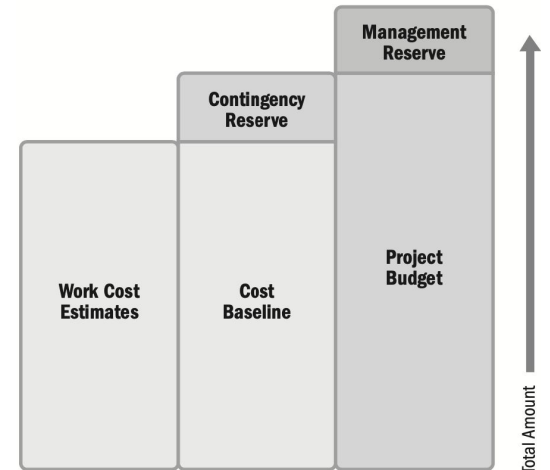 Management
Reserve
Contingency
Reserve
Work Cost
Estimates
Cost
Baseline
Project
Budget
Total Amount